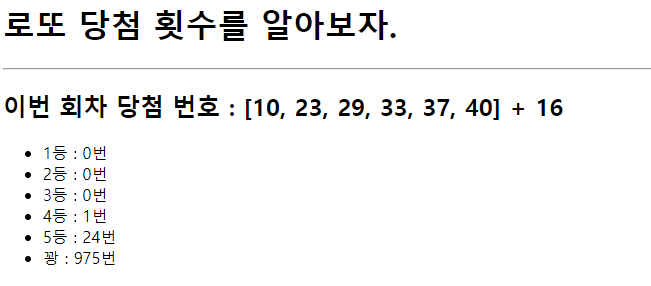 로또 당첨 횟수를 알아보자.
이번 회차 당첨 번호 : [10, 23, 29, 33, 37, 40] + 16
1등 : 0번
2등 : 0번
3등 : 0번
4등 : 1번
5등 : 24번
꽝 : 975번